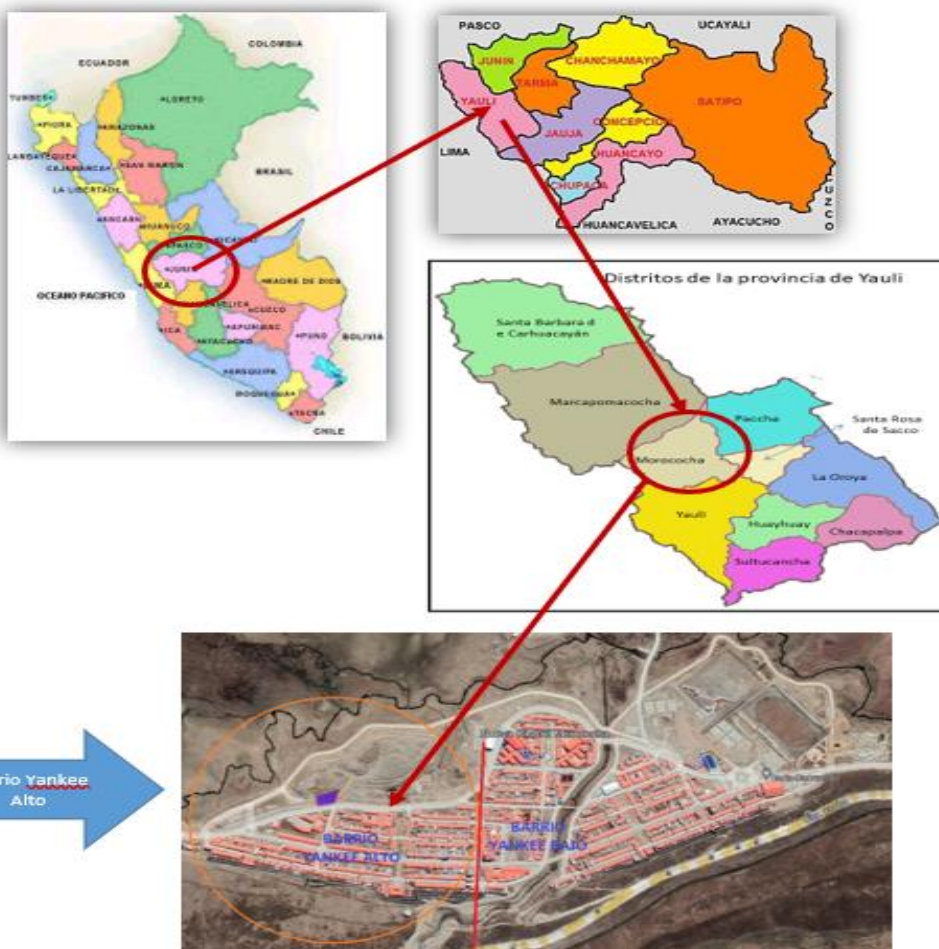 COLOMBIA
ECUADOR
TUMBES
LORETO
PIURA
AMAZONAS
LAMBAYEQUE
CAJAMARCA
SAN MARTIN
BRASIL
LA LIBERTAD
ANCASH
HUANUCO
PASCO
UCAYALI
JUNIN
LIMA
MADRE DE DIOS
OCEANO PACIFICO
CUZCO
ICA
APURIMAC
PUNO
AYACUCHO
BOLIVIA
AREQUIPA
MOQUEGUA
TACNA
CHILE
PASCO
UCAYALI
JUNIN
CHANCHAMAYO
TARMA
YAULI
SATIPO
CONCEPCION
JAUJA
LIMA
HUANCAYO
CHUPACA
CUZCO
HUANCAVELICA
AYACUCHO
Distritos de la provincia de Yauli
Santa Barbara d
e Carhuacayán
Marcapomacocha
Paccha
Santa Rosa
de Sacco
Morococha
La Oroya
Yauli
Huayhuay
Chacapalpa
Suitucancha
rio Yankee
Alto
BARRIO
YANKEE ALTO
BARRIO
YANKEE BAJO